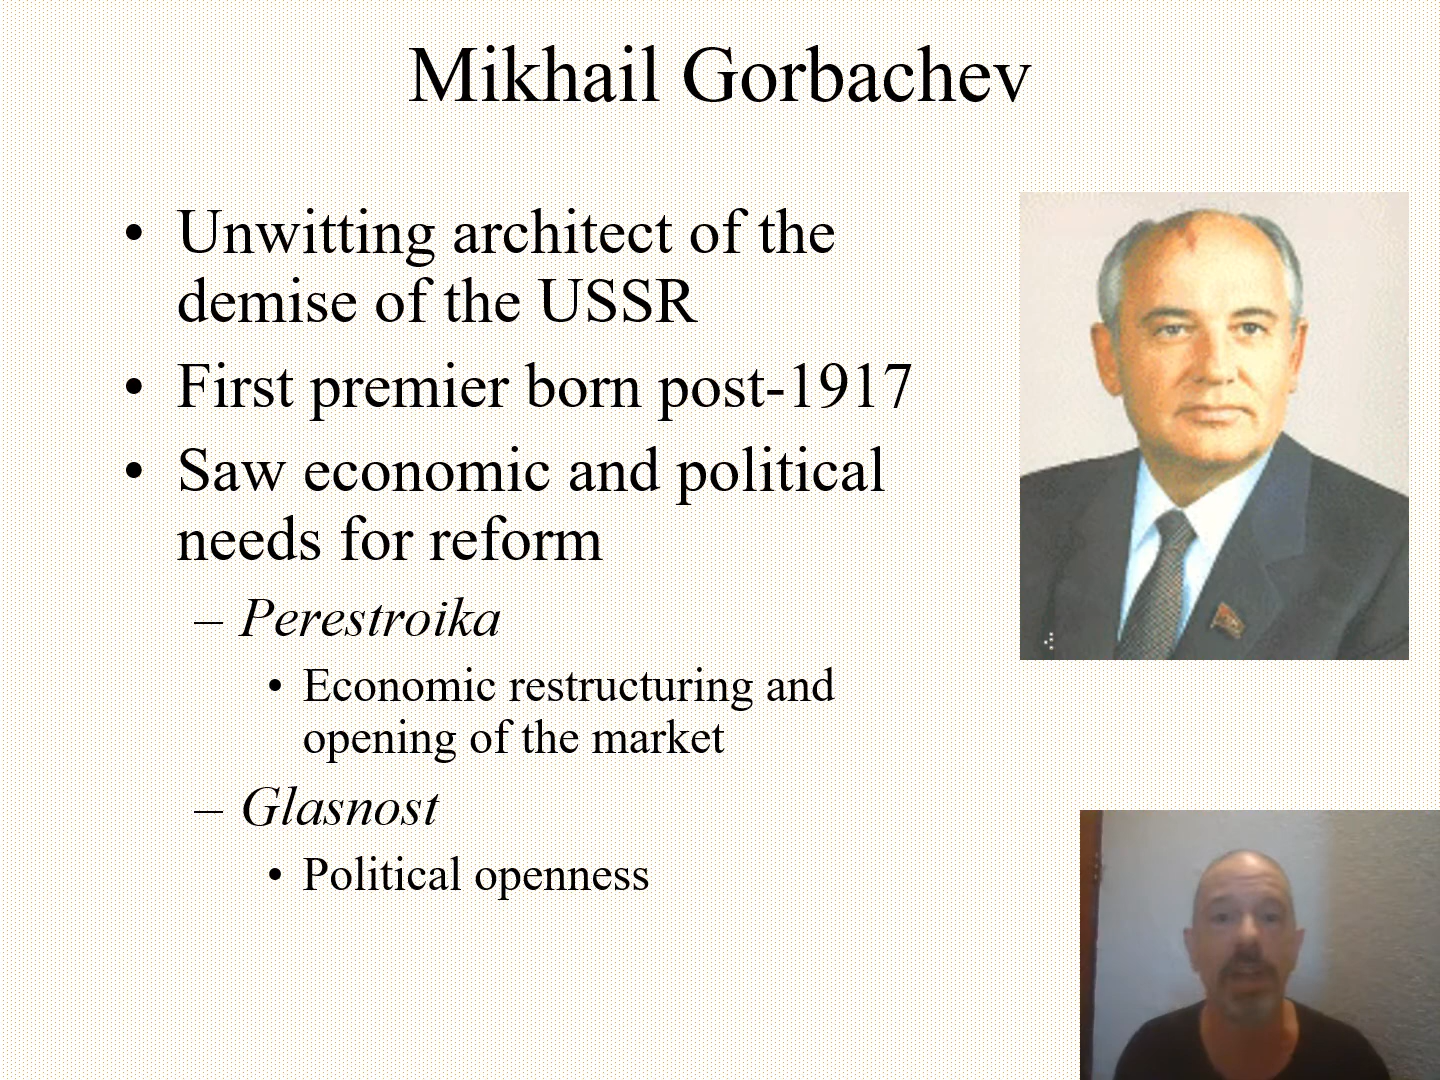 Mikhail Gorbachev
• Unwitting architect of the
demise of the USSR
• First premier born post-1917
• Saw economic and political
needs for reform
– Perestroika
• Economic restructuring and
opening of the market
– Glasnost
• Political openness